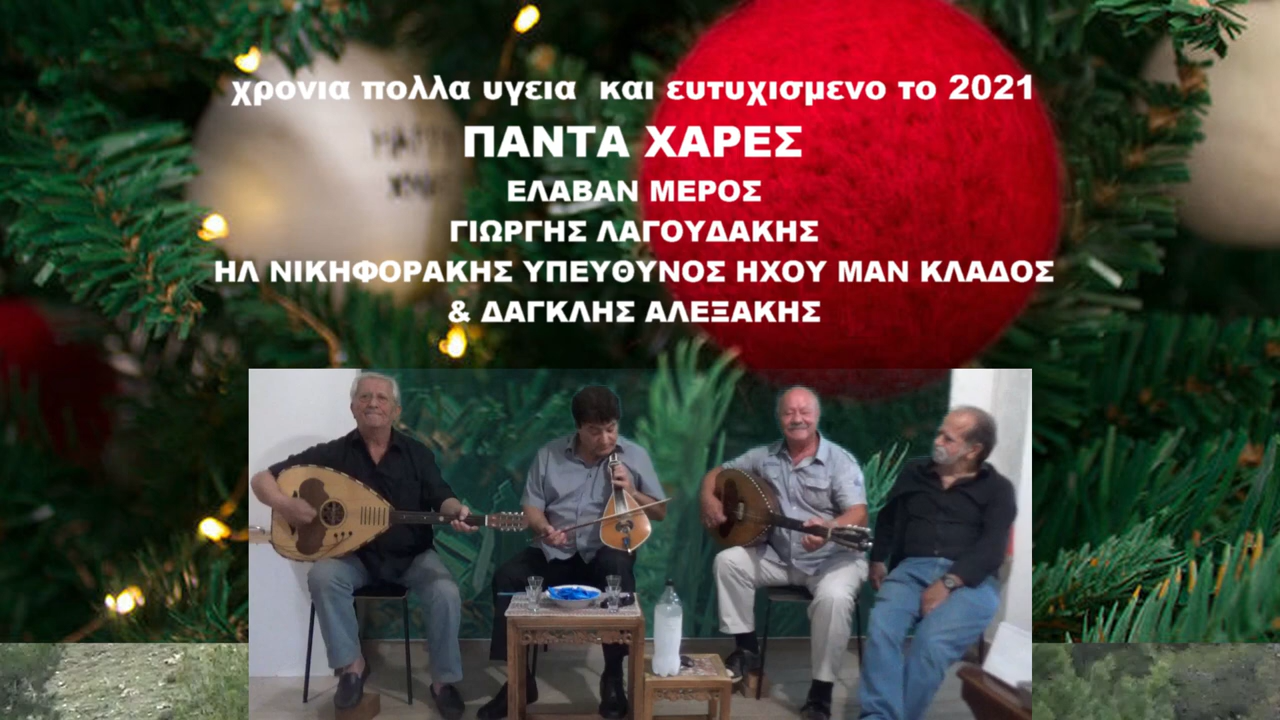 χρονια πολλα υγεια και ευτυχισμενο το 2021
ΠΑΝΤΑ ΧΑΡΕΣ
ΕΛΑΒΑΝ ΜΕΡΟΣ
ΓΙΩΡΓΗΣ ΛΑΓΟΥΔΑΚΗΣ
ΗΛ ΝΙΚΗΦΟΡΑΚΗΣ ΥΠΕΥΘΥΝΟΣ ΗΧΟΥ ΜΑΝ ΚΛΑΔΟΣ
& ΔΑΓΚΛΗΣ ΑΛΕΞΑΚΗΣ